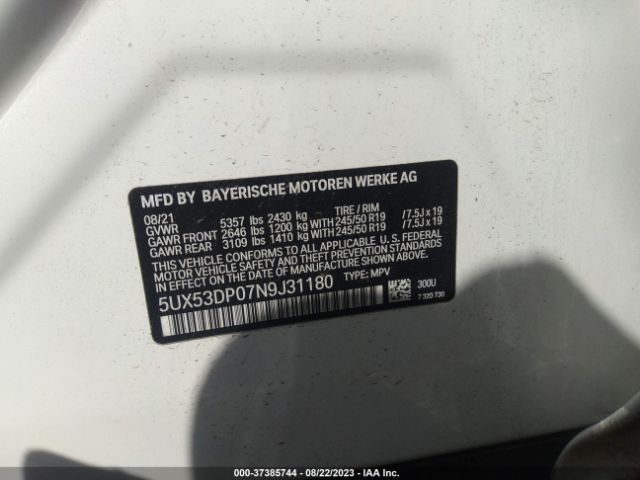 MFD BY BAYERISCHE MOTOREN WERKE AG
08/21 TIRE / RIM
GVWR 5357 lbs 2430 kg
GAWR FRONT 2646 lbs 1200 kg WITH 245/50 R19 /7.5J x 19
GAWR REAR 3109 lbs 1410 kg WITH 245/50 R19 /7.5J x 19
THIS VEHICLE CONFORMS TO ALL APPLICABLE U.S. FEDERAL
MOTOR VEHICLE SAFETY AND THEFT PREVENTION STANDARDS
IN EFFECT ON THE DATE OF MANUFACTURE SHOWN ABOVE.
5UX53DP07N9J31180 TYPE: MPV
300U
7 320 730
000-37385744 / 08/22/2023 - IAA Inc.